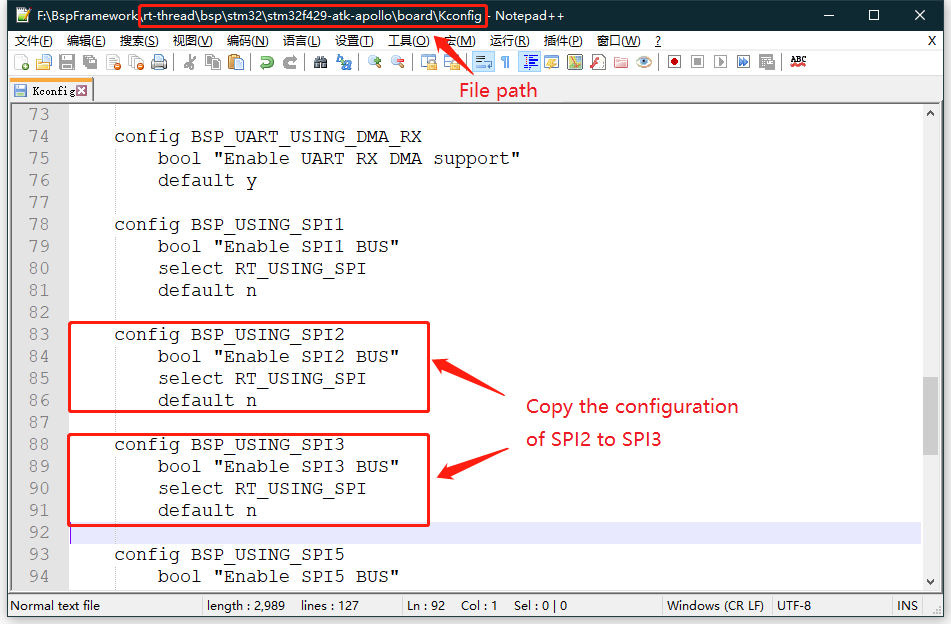 F:\BspFramework\rt-thread\bsp\stm32\stm32f429-atk-apollo\board\Kconfig - Notepad++
文件(F) 编辑(E) 搜索(S) 视图(V) 编码(N) 语言(L) 设置(T) 工具(O) 宏(M) 运行(R) 插件(P) 窗口(W) ? X
ABC
File path
Kconfig
73
74 config BSP_UART_USING_DMA_RX
75 bool "Enable UART RX DMA support"
76 default y
77
78 config BSP_USING_SPI1
79 bool "Enable SPI1 BUS"
80 select RT_USING_SPI
81 default n
82
83 config BSP_USING_SPI2
84 bool "Enable SPI2 BUS"
85 select RT_USING_SPI
86 default n
87
88 config BSP_USING_SPI3
89 bool "Enable SPI3 BUS"
90 select RT_USING_SPI
91 default n
92
93 config BSP_USING_SPI5
94 bool "Enable SPI5 BUS"
Copy the configuration
of SPI2 to SPI3
Normal text file length : 2,989 lines : 127 Ln : 92 Col : 1 Sel : 0 | 0 Windows (CR LF) UTF-8 INS